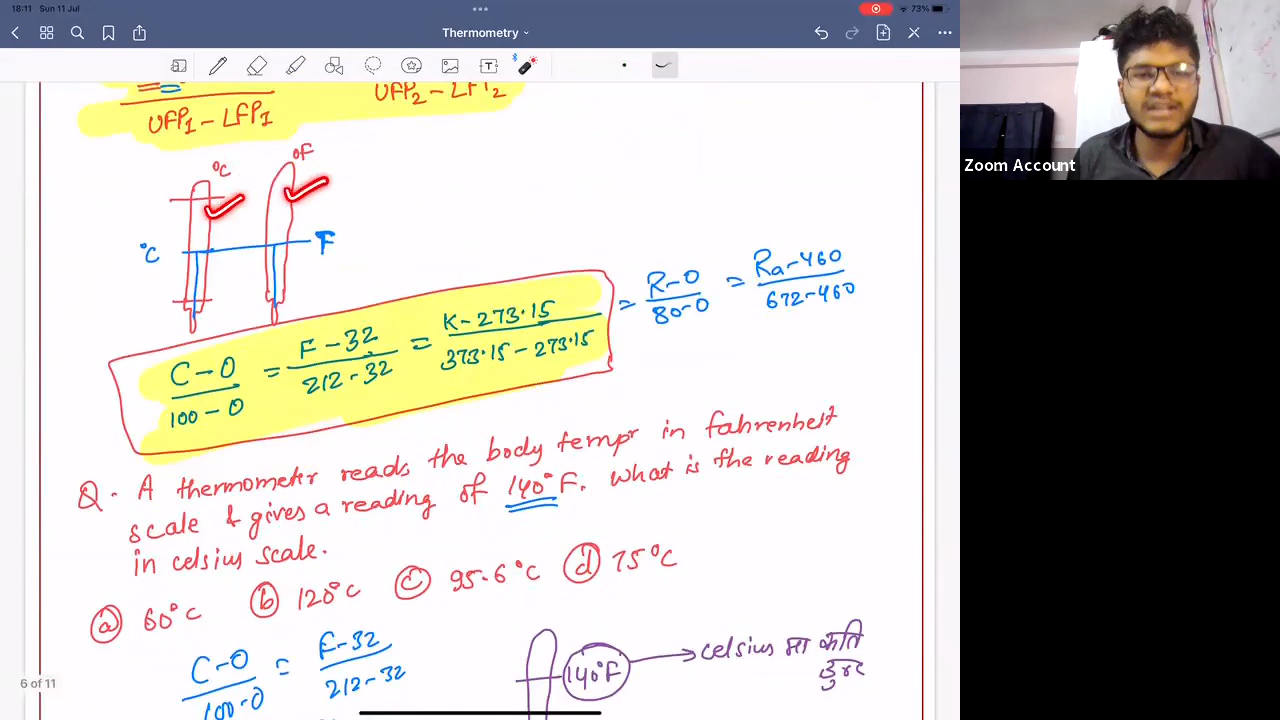 18:11 Sun 11 Jul
73%
Thermometry
UFP1 - LFP1
UFP2 - LFP2
°C
°F
°C
F
C-0 / 100-0 = F-32 / 212-32 = K-273.15 / 373.15-273.15 = R-0 / 80-0 = Ra-460 / 672-460
Q. A thermometer reads the body tempr in fahrenheit
scale & gives a reading of 140°F. What is the reading
in celsius scale.
ⓐ 60°C ⓑ 120°C ⓒ 95.6°C ⓓ 75°C
C-0 / 100-0 = F-32 / 212-32
140°F → celsius मा कति
6 of 11
Zoom Account